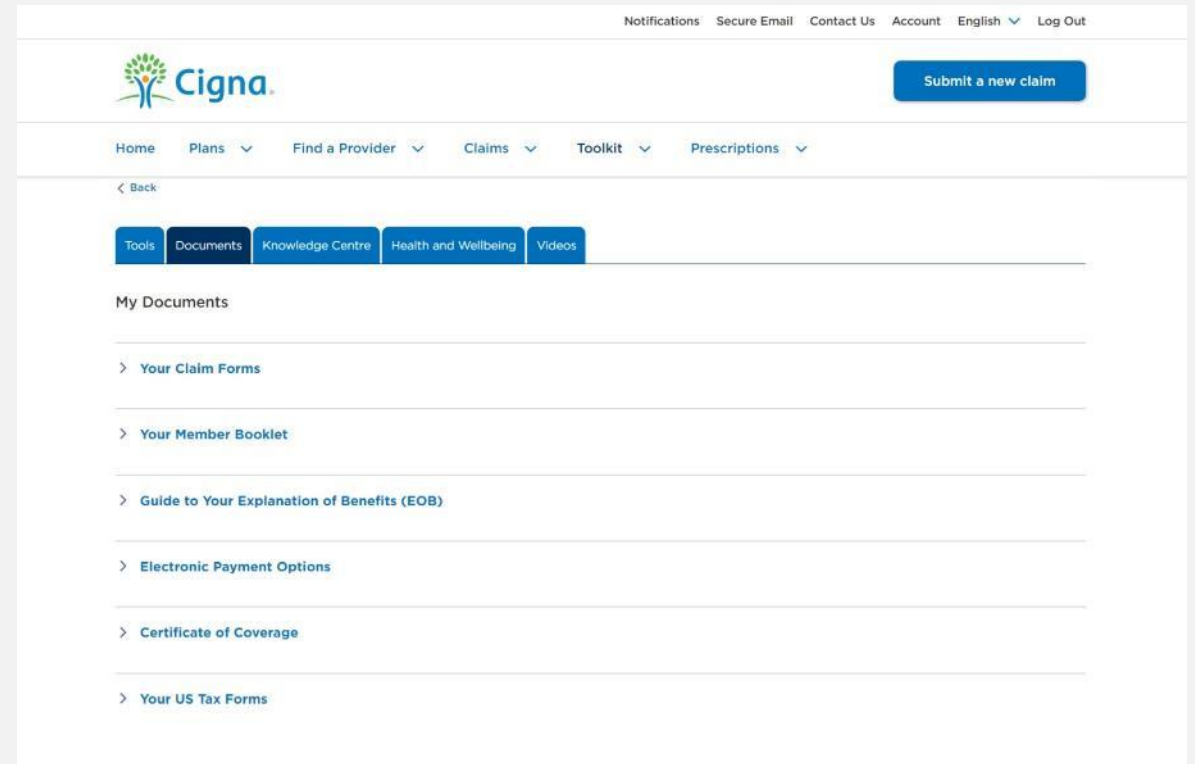 Notifications Secure Email Contact Us Account English Log Out
Cigna.
Submit a new claim
Home Plans Find a Provider Claims Toolkit Prescriptions
Back
Tools Documents Knowledge Centre Health and Wellbeing Videos
My Documents
Your Claim Forms
Your Member Booklet
Guide to Your Explanation of Benefits (EOB)
Electronic Payment Options
Certificate of Coverage
Your US Tax Forms